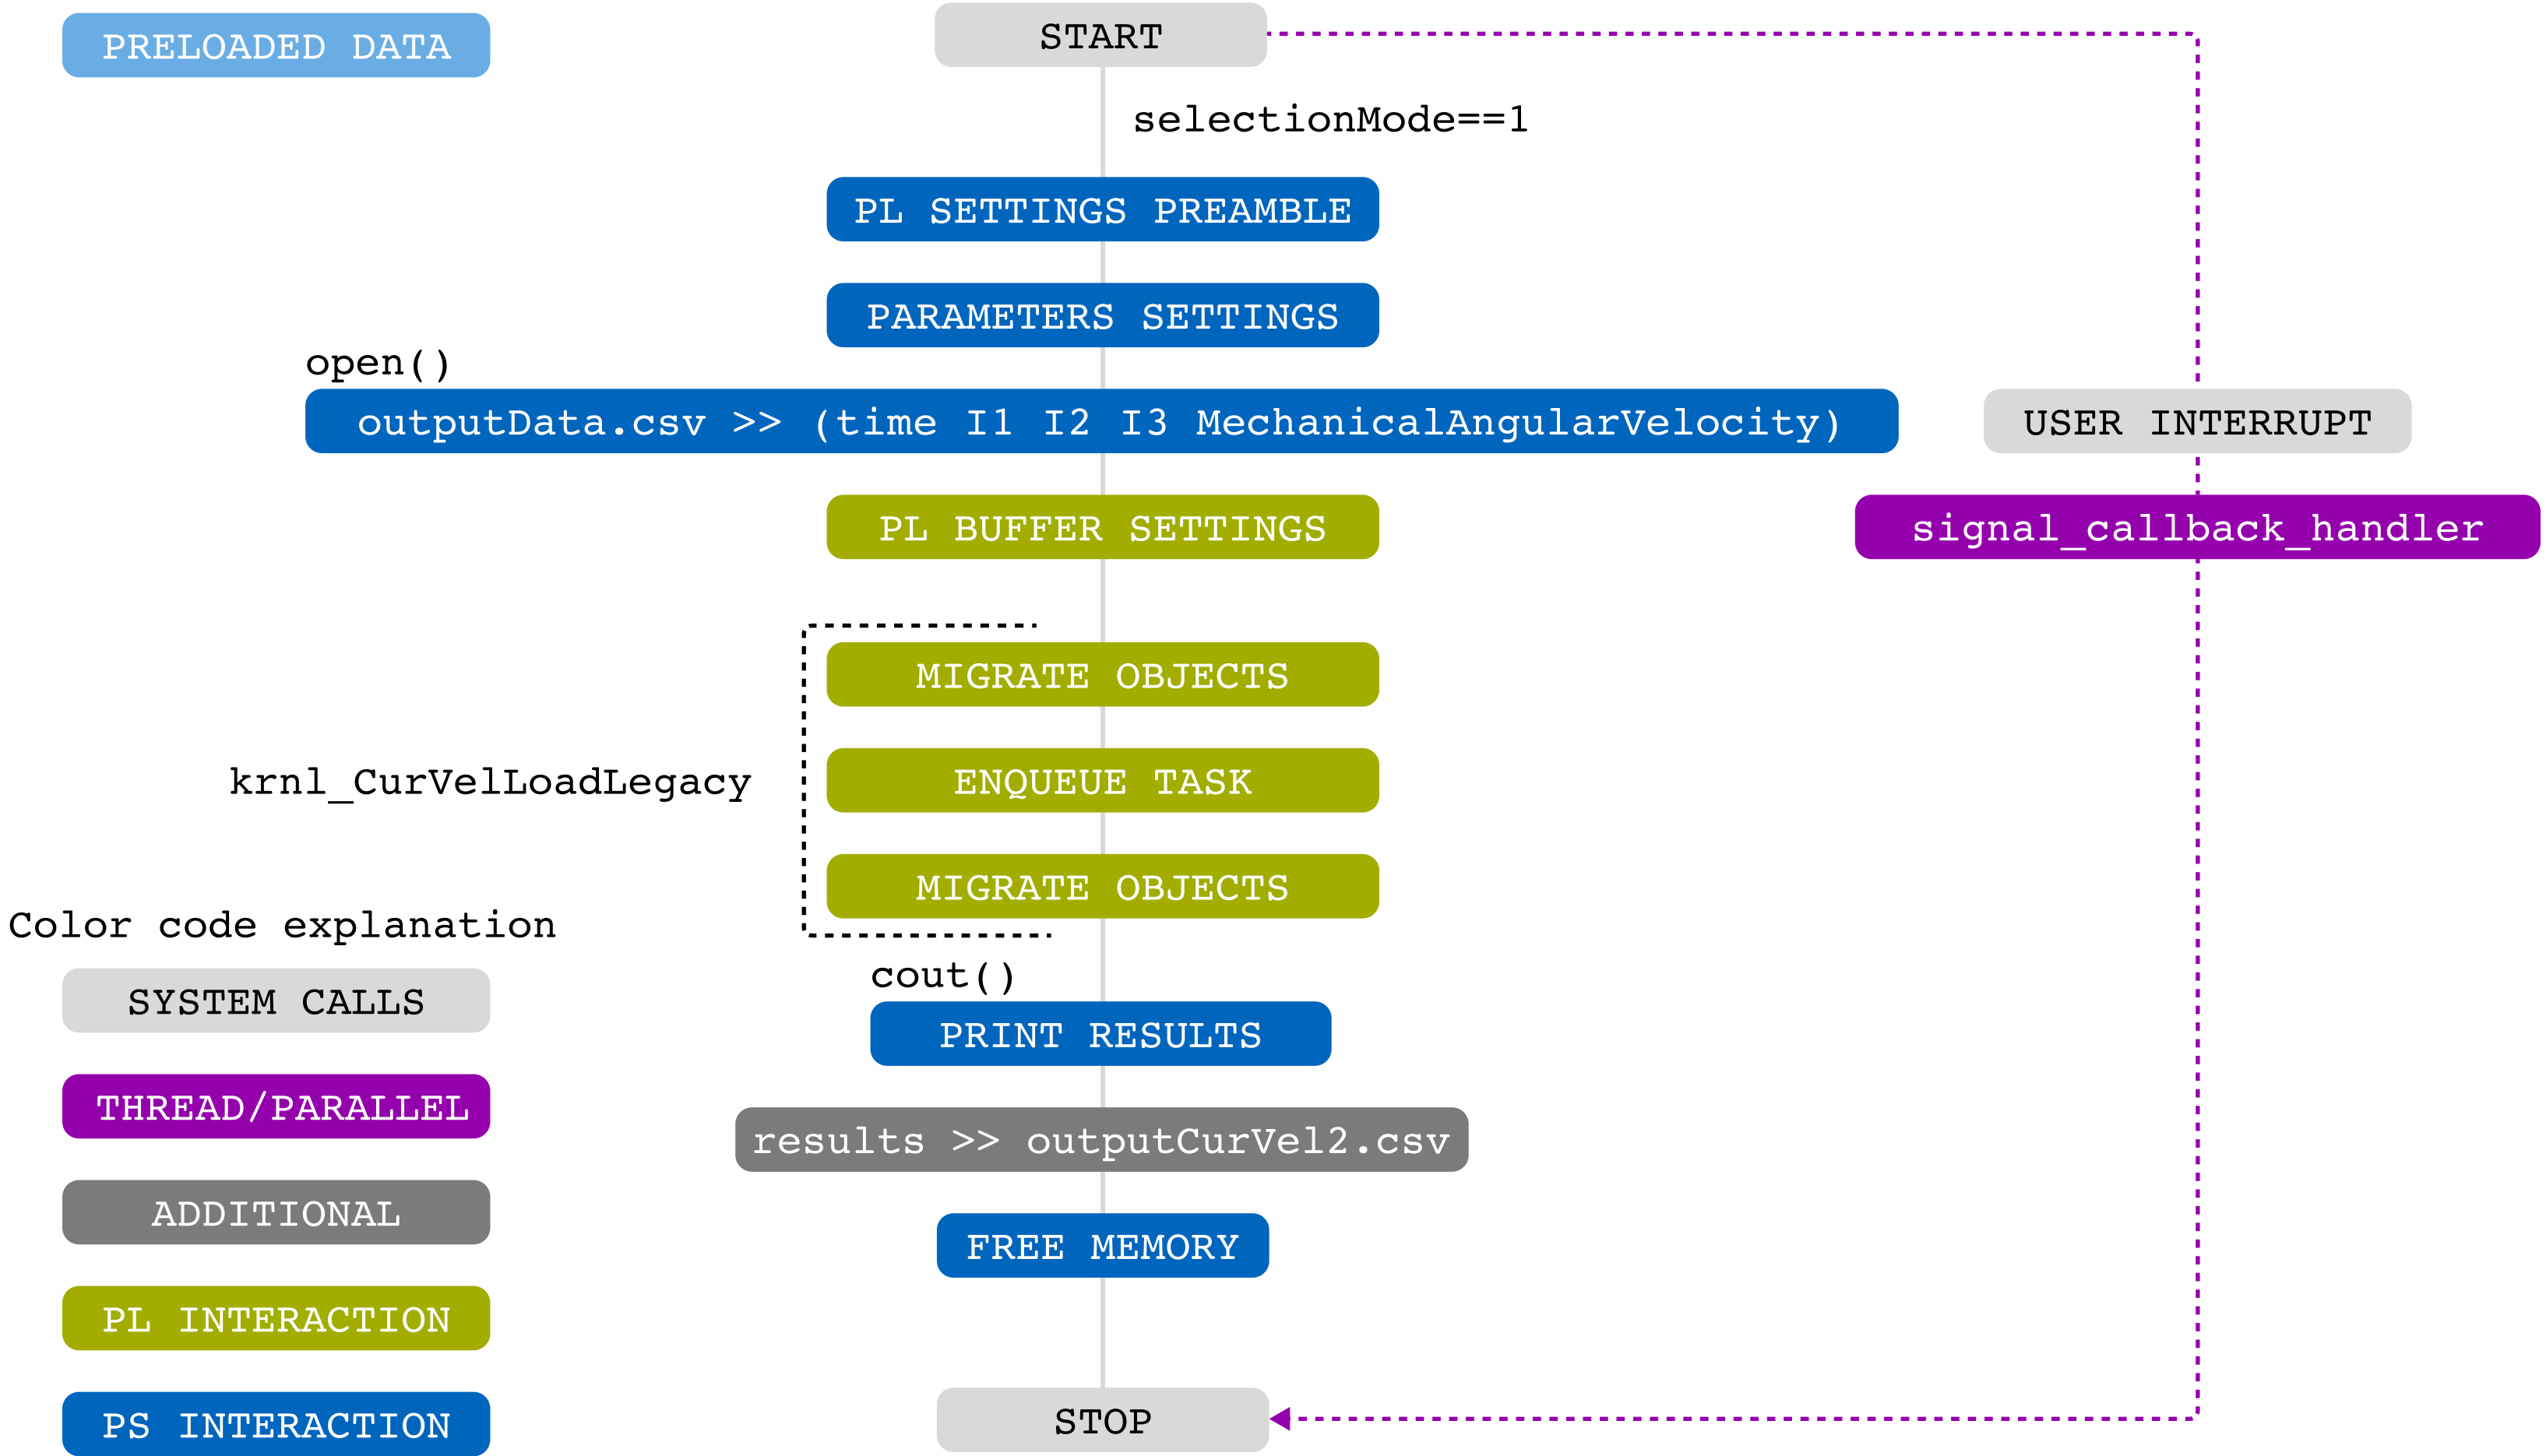 PRELOADED DATA
START
selectionMode==1
PL SETTINGS PREAMBLE
PARAMETERS SETTINGS
open()
outputData.csv >> (time I1 I2 I3 MechanicalAngularVelocity)
USER INTERRUPT
PL BUFFER SETTINGS
signal_callback_handler
MIGRATE OBJECTS
krnl_CurVelLoadLegacy
ENQUEUE TASK
MIGRATE OBJECTS
cout()
PRINT RESULTS
results >> outputCurVel2.csv
FREE MEMORY
STOP
Color code explanation
SYSTEM CALLS
THREAD/PARALLEL
ADDITIONAL
PL INTERACTION
PS INTERACTION